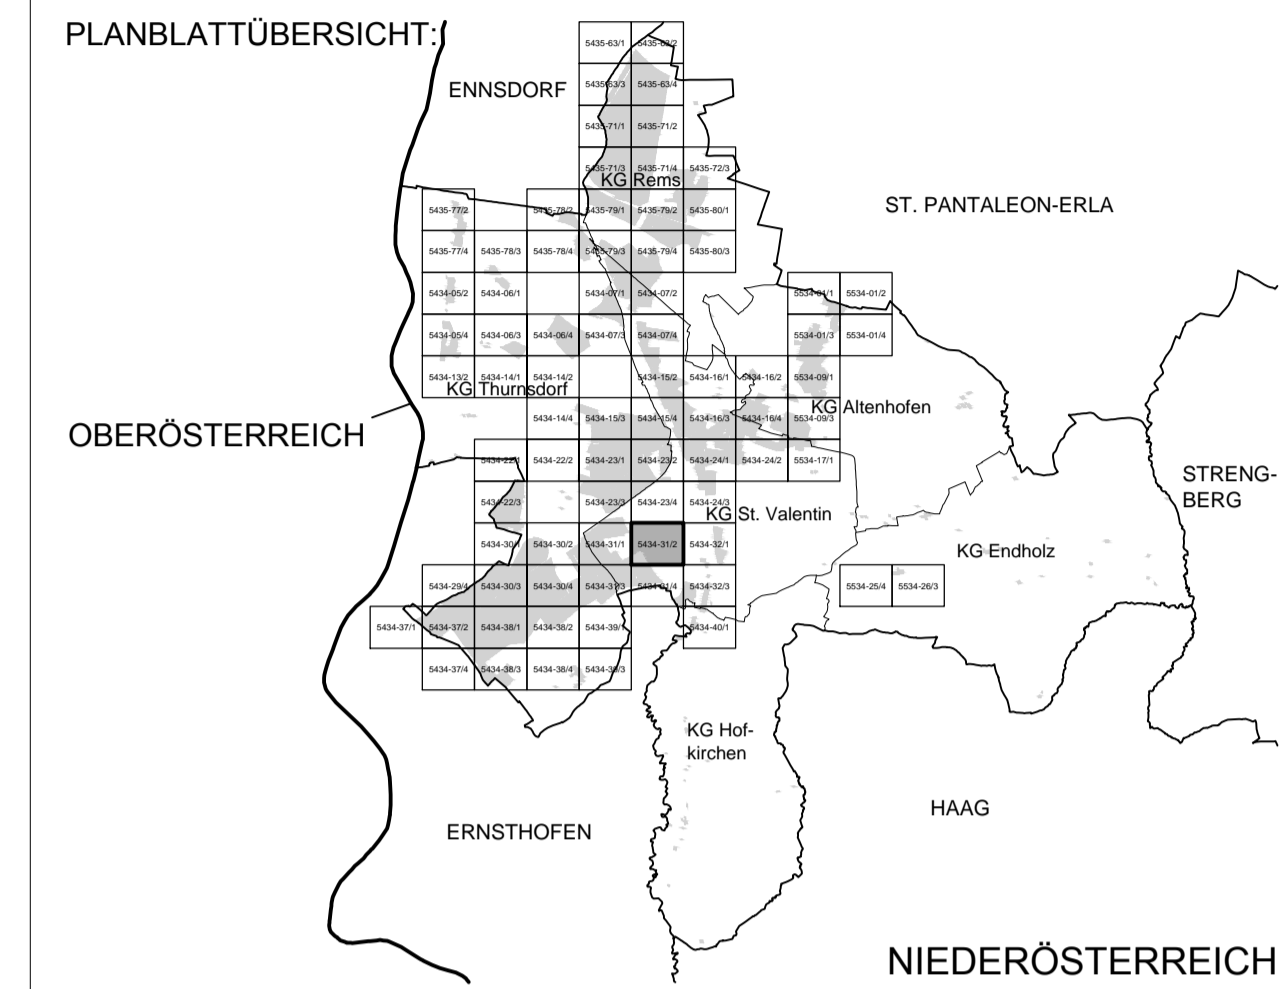 PLANBLATTÜBERSICHT:
5435-63/1 5435-63/2
ENNSDORF
5435-63/3 5435-63/4
5435-71/1 5435-71/2
5435-71/3 5435-71/4 5435-72/3
KG Rems
ST. PANTALEON-ERLA
5435-77/2 5435-78/2 5435-79/1 5435-79/2 5435-80/1
5435-77/4 5435-78/3 5435-78/4 5435-79/3 5435-79/4 5435-80/3
5434-05/2 5434-06/1 5434-07/1 5434-07/2 5534-01/1 5534-01/2
5434-05/4 5434-06/3 5434-06/4 5434-07/3 5434-07/4 5534-01/3 5534-01/4
5434-13/2 5434-14/1 5434-14/2 5434-15/2 5434-16/1 5434-16/2 5534-09/1
KG Thurnsdorf
KG Altenhofen
5434-14/4 5434-15/3 5434-15/4 5434-16/3 5434-16/4 5534-09/3
OBERÖSTERREICH
5434-22/1 5434-22/2 5434-23/1 5434-23/2 5434-24/1 5434-24/2 5534-17/1
STRENG-
BERG
5434-22/3 5434-23/3 5434-23/4 5434-24/3
KG St. Valentin
5434-30/1 5434-30/2 5434-31/1 5434-31/2 5434-32/1
KG Endholz
5434-29/4 5434-30/3 5434-30/4 5434-31/3 5434-31/4 5434-32/3 5534-25/4 5534-26/3
5434-37/1 5434-37/2 5434-38/1 5434-38/2 5434-39/1 5434-40/1
5434-37/4 5434-38/3 5434-38/4 5434-39/3
KG Hof-
kirchen
HAAG
ERNSTHOFEN
NIEDERÖSTERREICH